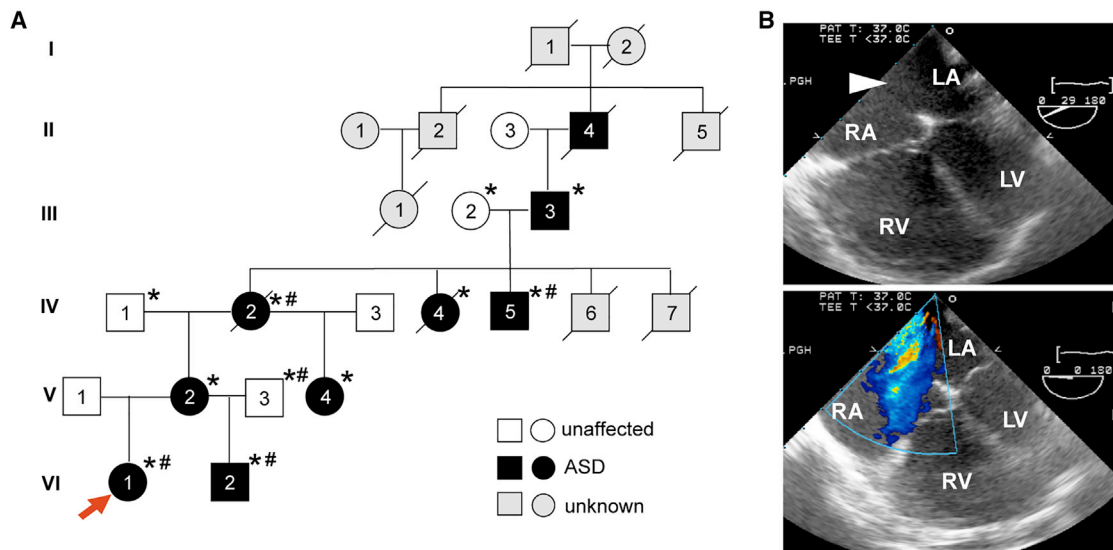 A
I
1 2
II
1 2 3 4 5
* *
III
1 2 3
*# * *#
* 
IV
1 2 3 4 5 6 7
* *# *
V
1 2 3 4
unaffected
*# *#
VI
1 2
ASD
unknown
B
PAT T: 37.0C
TEE T <37.0C
PGH
LA
0 29 180
RA
LV
RV
PAT T: 37.0C
TEE T <37.0C
PGH
LA
0 0 180
RA
LV
RV